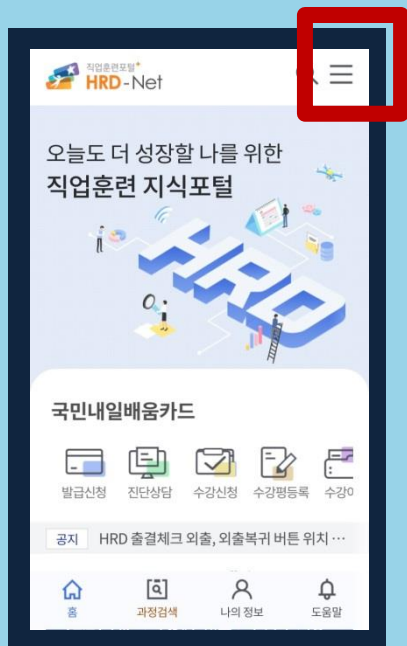 직업훈련포털
HRD-Net
오늘도 더 성장할 나를 위한
직업훈련 지식포털
HRD
국민내일배움카드
발급신청 진단상담 수강신청 수강평등록 수강이
공지 HRD 출결체크 외출, 외출복귀 버튼 위치 ⋯
홈 과정검색 나의 정보 도움말